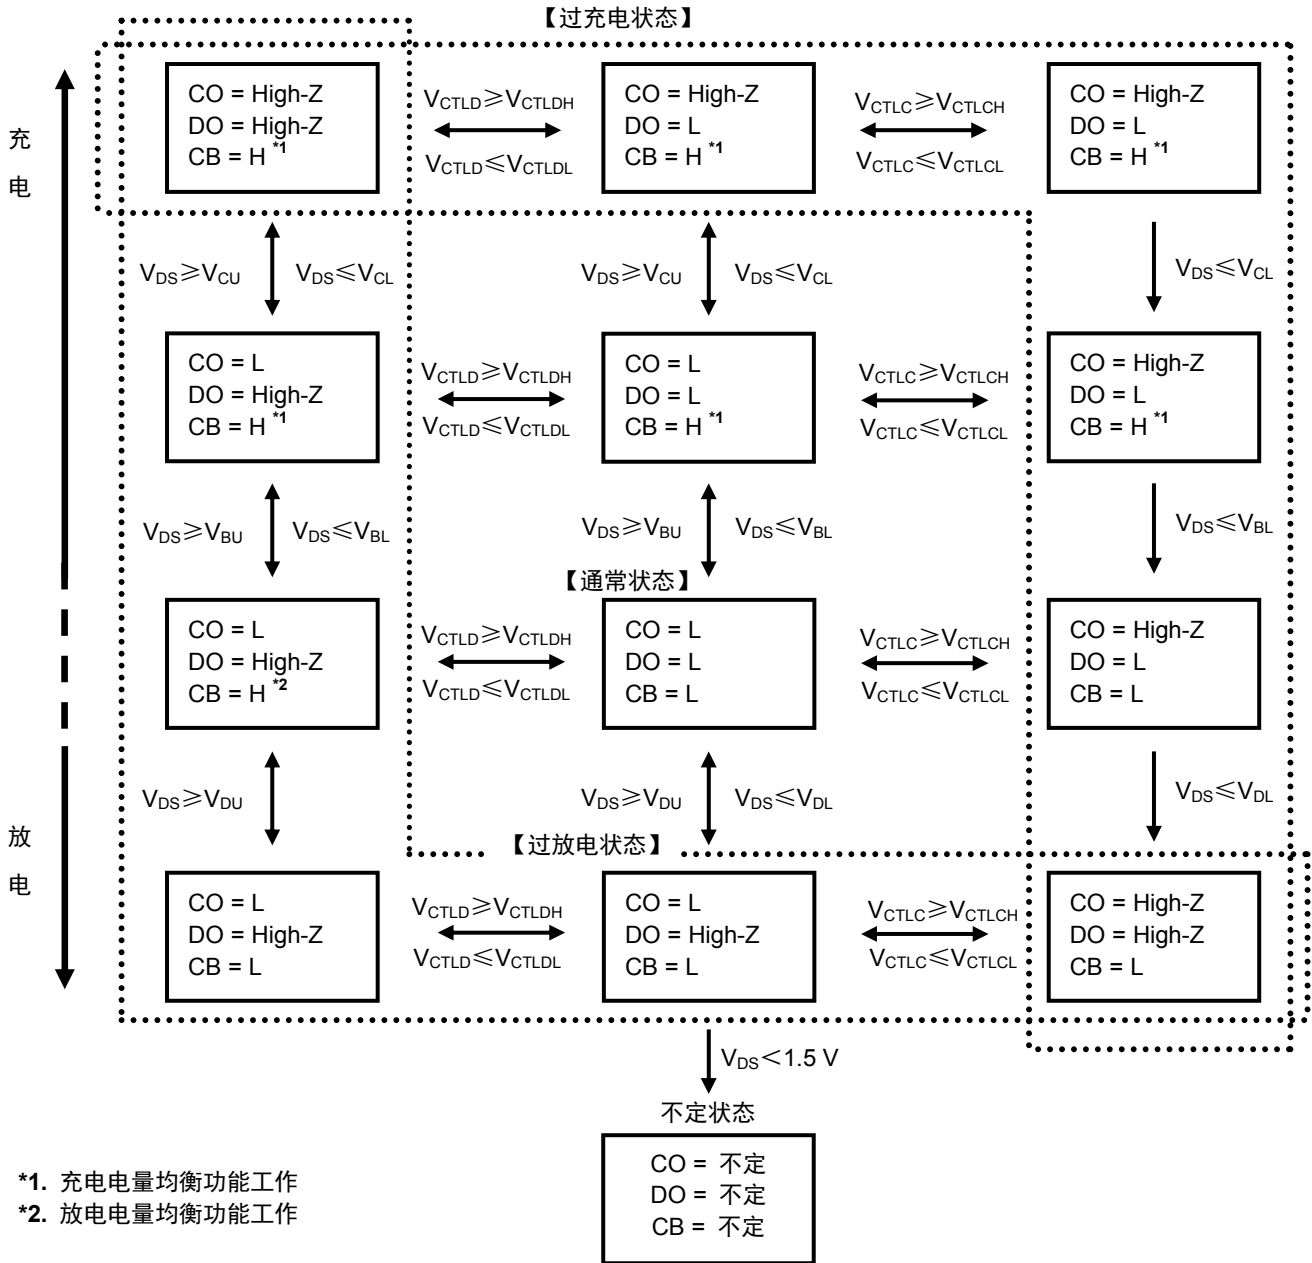 【过充电状态】
充
电
CO = High-Z
DO = High-Z
CB = H *1
VCTLD≥VCTLDH
VCTLD≤VCTLDL
CO = High-Z
DO = L
CB = H *1
VCTLC≥VCTLCH
VCTLC≤VCTLCL
CO = High-Z
DO = L
CB = H *1
VDS≥VCU
VDS≤VCL
VDS≥VCU
VDS≤VCL
VDS≤VCL
CO = L
DO = High-Z
CB = H *1
VCTLD≥VCTLDH
VCTLD≤VCTLDL
CO = L
DO = L
CB = H *1
VCTLC≥VCTLCH
VCTLC≤VCTLCL
CO = High-Z
DO = L
CB = H *1
VDS≥VBU
VDS≤VBL
VDS≥VBU
VDS≤VBL
VDS≤VBL
【通常状态】
CO = L
DO = High-Z
CB = H *2
VCTLD≥VCTLDH
VCTLD≤VCTLDL
CO = L
DO = L
CB = L
VCTLC≥VCTLCH
VCTLC≤VCTLCL
CO = High-Z
DO = L
CB = L
VDS≥VDU
VDS≥VDU
VDS≤VDL
VDS≤VDL
放
电
【过放电状态】
CO = L
DO = High-Z
CB = L
VCTLD≥VCTLDH
VCTLD≤VCTLDL
CO = L
DO = High-Z
CB = L
VCTLC≥VCTLCH
VCTLC≤VCTLCL
CO = High-Z
DO = High-Z
CB = L
VDS<1.5 V
不定状态
CO = 不定
DO = 不定
CB = 不定
*1. 充电电量均衡功能工作
*2. 放电电量均衡功能工作